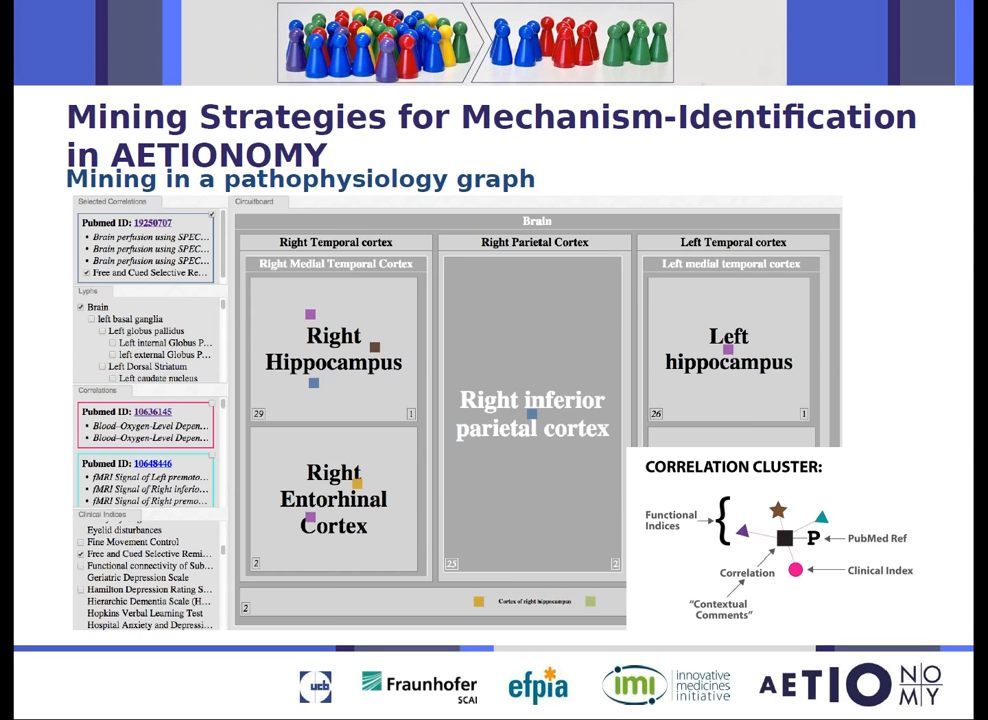 Mining Strategies for Mechanism-Identification
in AETIONOMY
Mining in a pathophysiology graph
Selected Correlations
Pubmed ID: 19250707
Brain perfusion using SPEC...
Brain perfusion using SPEC...
Brain perfusion using SPEC...
Free and Cued Selective Re...
Lyphs
Brain
left basal ganglia
Left globus pallidus
Left internal Globus P...
left external Globus P...
Left Dorsal Striatum
Left caudate nucleus
Correlations
Pubmed ID: 10636145
Blood–Oxygen-Level Depen...
Blood–Oxygen-Level Depen...
Pubmed ID: 10648446
fMRI Signal of Left premoto...
fMRI Signal of Right inferio...
fMRI Signal of Right premo...
Clinical Indices
Eyelid disturbances
Fine Movement Control
Free and Cued Selective Remi...
Functional connectivity of Sub...
Geriatric Depression Scale
Hamilton Depression Rating S...
Hierarchic Dementia Scale (H...
Hopkins Verbal Learning Test
Hospital Anxiety and Depressi...
Circuitboard
Brain
Right Temporal cortex
Right Medial Temporal Cortex
Right
Hippocampus
29
1
Right
Entorhinal
Cortex
2
Right Parietal Cortex
Right inferior
parietal cortex
25
2
Left Temporal cortex
Left medial temporal cortex
Left
hippocampus
26
1
2
Cortex of right hippocampus
CORRELATION CLUSTER:
Functional
Indices
{
P
PubMed Ref
Correlation
Clinical Index
"Contextual
Comments"
ucb
Fraunhofer
SCAI
efpia
imi
innovative
medicines
initiative
AETIONOMY